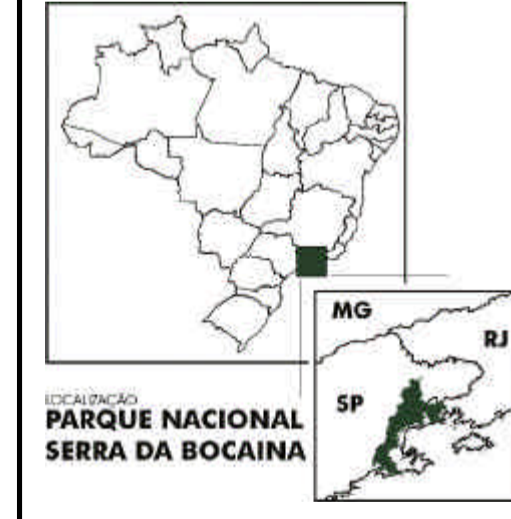 MG
RJ
SP
LOCALIZAÇÃO
PARQUE NACIONAL
SERRA DA BOCAINA